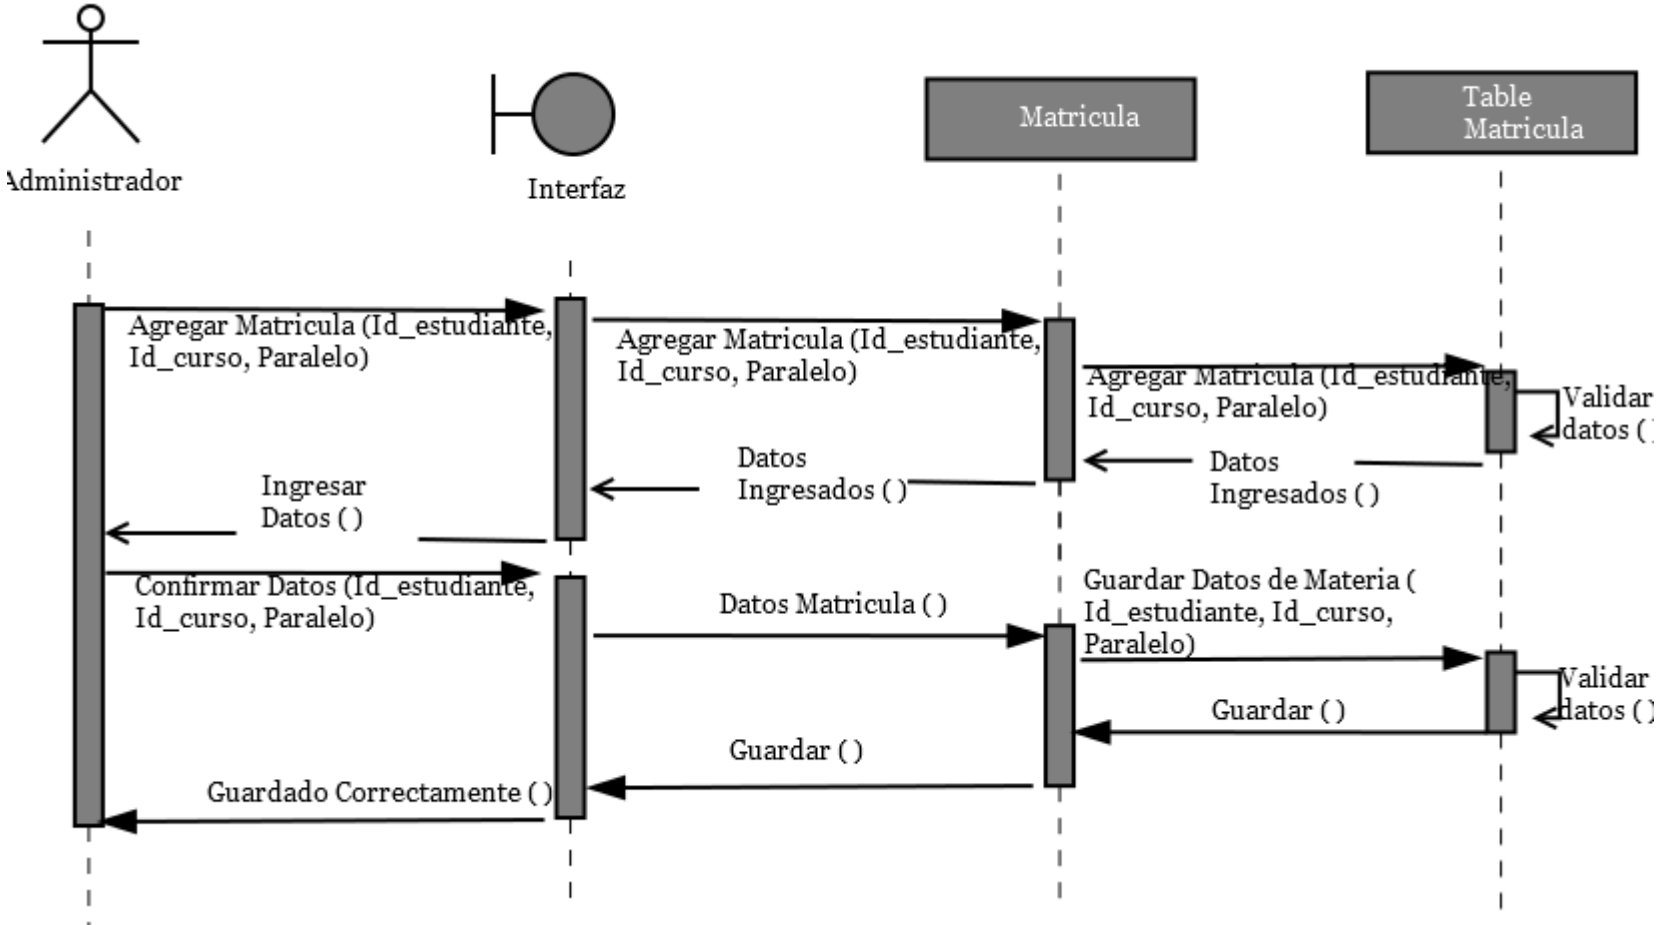 Administrador
Interfaz
Matricula
Table
Matricula
Agregar Matricula (Id_estudiante,
Id_curso, Paralelo)
Agregar Matricula (Id_estudiante,
Id_curso, Paralelo)
Agregar Matricula (Id_estudiante,
Id_curso, Paralelo)
Validar
datos ( )
Datos
Ingresados ( )
Datos
Ingresados ( )
Ingresar
Datos ( )
Confirmar Datos (Id_estudiante,
Id_curso, Paralelo)
Datos Matricula ( )
Guardar Datos de Materia (
Id_estudiante, Id_curso,
Paralelo)
Validar
datos ( )
Guardar ( )
Guardar ( )
Guardado Correctamente ( )